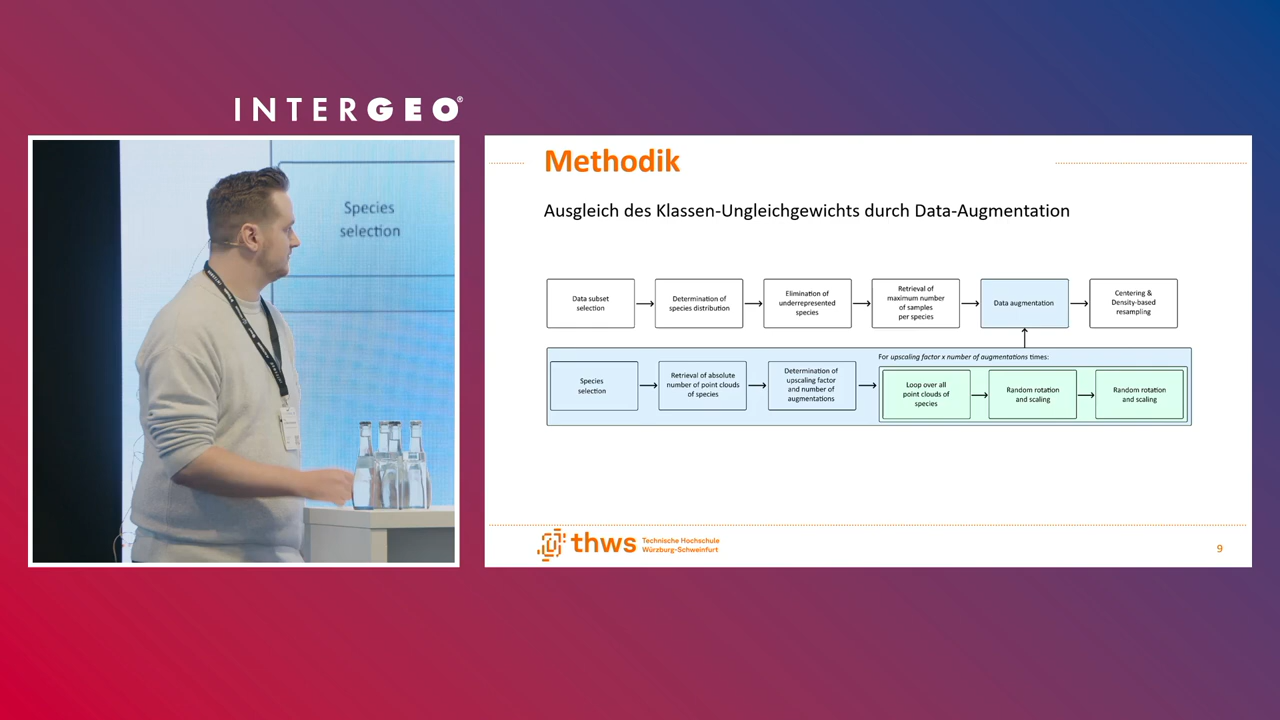 INTERGEO®
Species
selection
Methodik
Ausgleich des Klassen-Ungleichgewichts durch Data-Augmentation
Data subset
selection
Determination of
species distribution
Elimination of
underrepresented
species
Retrieval of
maximum number
of samples
per species
Data augmentation
Centering &
Density-based
resampling
For upscaling factor x number of augmentations times:
Species
selection
Retrieval of absolute
number of point clouds
of species
Determination of
upscaling factor
and number of
augmentations
Loop over all
point clouds of
species
Random rotation
and scaling
Random rotation
and scaling
thws
Technische Hochschule
Würzburg-Schweinfurt
9